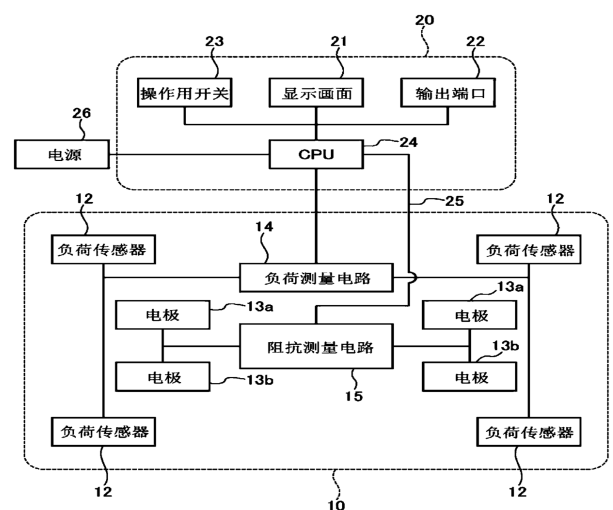 20
23
21
22
操作用开关
显示画面
输出端口
26
24
电源
CPU
12
25
12
14
负荷传感器
负荷传感器
负荷测量电路
13a
13a
电极
电极
阻抗测量电路
13b
电极
电极
13b
15
负荷传感器
负荷传感器
12
12
10